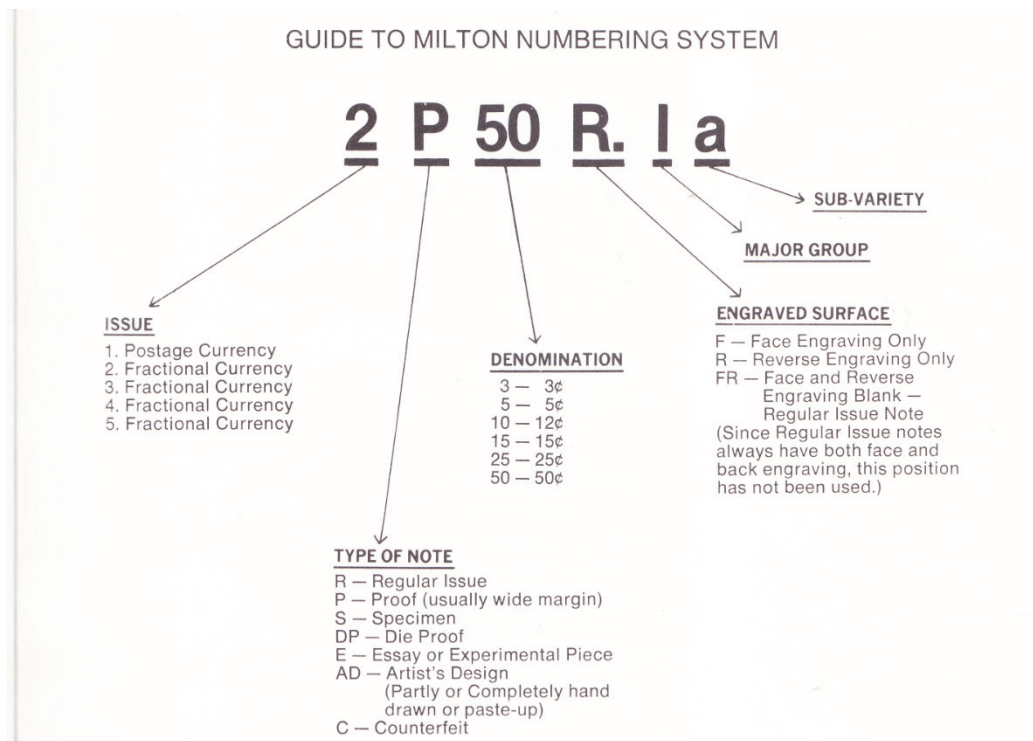 GUIDE TO MILTON NUMBERING SYSTEM
2 P 50 R. I a
SUB-VARIETY
MAJOR GROUP
ISSUE
1. Postage Currency
2. Fractional Currency
3. Fractional Currency
4. Fractional Currency
5. Fractional Currency
DENOMINATION
3 — 3¢
5 — 5¢
10 — 12¢
15 — 15¢
25 — 25¢
50 — 50¢
ENGRAVED SURFACE
F — Face Engraving Only
R — Reverse Engraving Only
FR — Face and Reverse
Engraving Blank —
Regular Issue Note
(Since Regular Issue notes
always have both face and
back engraving, this position
has not been used.)
TYPE OF NOTE
R — Regular Issue
P — Proof (usually wide margin)
S — Specimen
DP — Die Proof
E — Essay or Experimental Piece
AD — Artist's Design
(Partly or Completely hand
drawn or paste-up)
C — Counterfeit